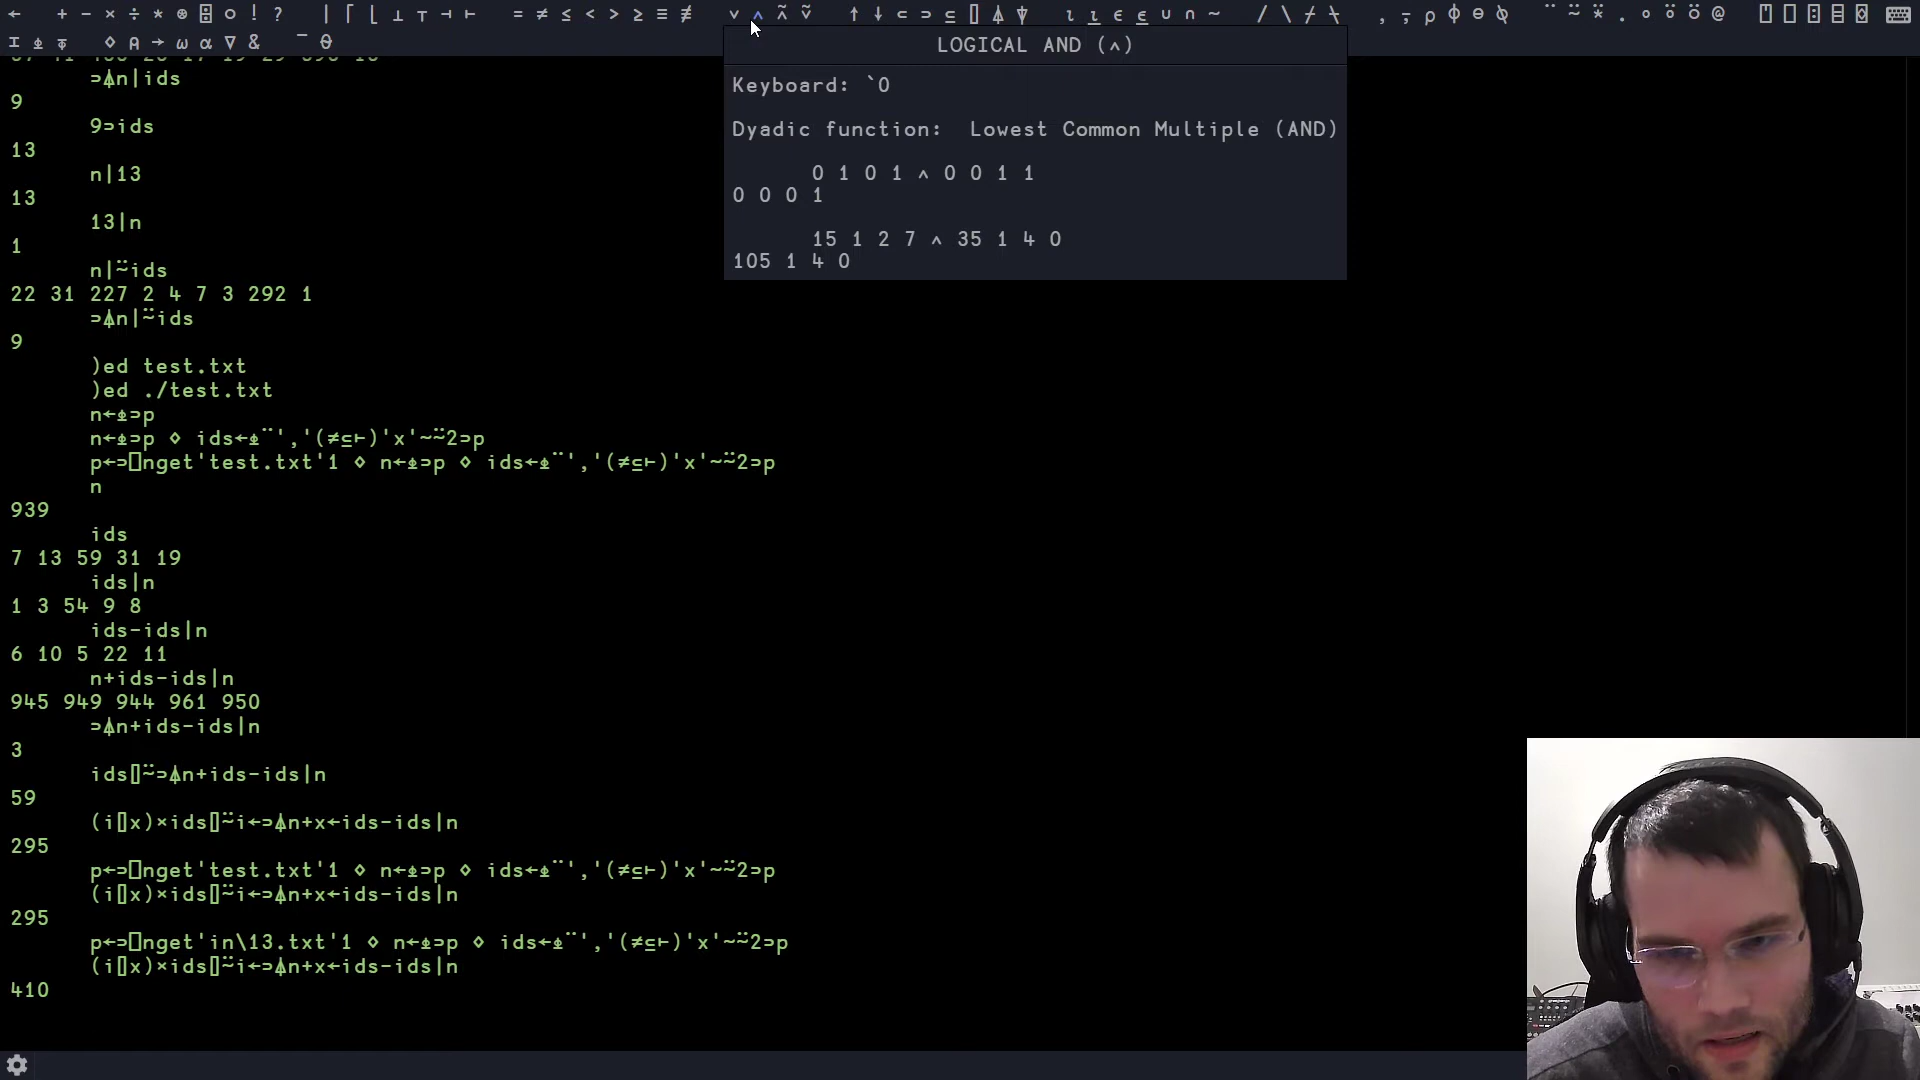 ← + - × ÷ * ⍟ ⌹ ○ ! ? | ⌈ ⌊ ⊥ ⊤ ⊣ ⊢ = ≠ ≤ < > ≥ ≡ ≢ ∨ ∧ ⍲ ⍱ ↑ ↓ ⊂ ⊃ ⊆ ⌷ ⍋ ⍒ ⍳ ⍸ ∊ ⍷ ∪ ∩ ~ / \ ⌿ ⍀ , ⍪ ⍴ ⌽ ⊖ ⍉ ¨ ⍨ ⍣ . ∘ ⍤ ⍥ @ ⍞ ⎕ ⍠ ⌸ ⌺
⌶ ⍎ ⍕ ⋄ ⍝ → ⍵ ⍺ ∇ & ¯ ⍬
⊃⍋n|ids
9
9⊃ids
13
n|13
13
13|n
1
n|⍨ids
22 31 227 2 4 7 3 292 1
⊃⍋n|⍨ids
9
)ed test.txt
)ed ./test.txt
n←⍎⊃p
n←⍎⊃p ⋄ ids←⍎¨','(≠⊆⊢)'x'~⍨2⊃p
p←⊃⎕nget'test.txt'1 ⋄ n←⍎⊃p ⋄ ids←⍎¨','(≠⊆⊢)'x'~⍨2⊃p
n
939
ids
7 13 59 31 19
ids|n
1 3 54 9 8
ids-ids|n
6 10 5 22 11
n+ids-ids|n
945 949 944 961 950
⊃⍋n+ids-ids|n
3
ids⌷⍨⊃⍋n+ids-ids|n
59
(i⌷x)×ids⌷⍨i←⊃⍋n+x←ids-ids|n
295
p←⊃⎕nget'test.txt'1 ⋄ n←⍎⊃p ⋄ ids←⍎¨','(≠⊆⊢)'x'~⍨2⊃p
(i⌷x)×ids⌷⍨i←⊃⍋n+x←ids-ids|n
295
p←⊃⎕nget'in\13.txt'1 ⋄ n←⍎⊃p ⋄ ids←⍎¨','(≠⊆⊢)'x'~⍨2⊃p
(i⌷x)×ids⌷⍨i←⊃⍋n+x←ids-ids|n
410
LOGICAL AND (∧)
Keyboard: `0
Dyadic function: Lowest Common Multiple (AND)
0 1 0 1 ∧ 0 0 1 1
0 0 0 1
15 1 2 7 ∧ 35 1 4 0
105 1 4 0